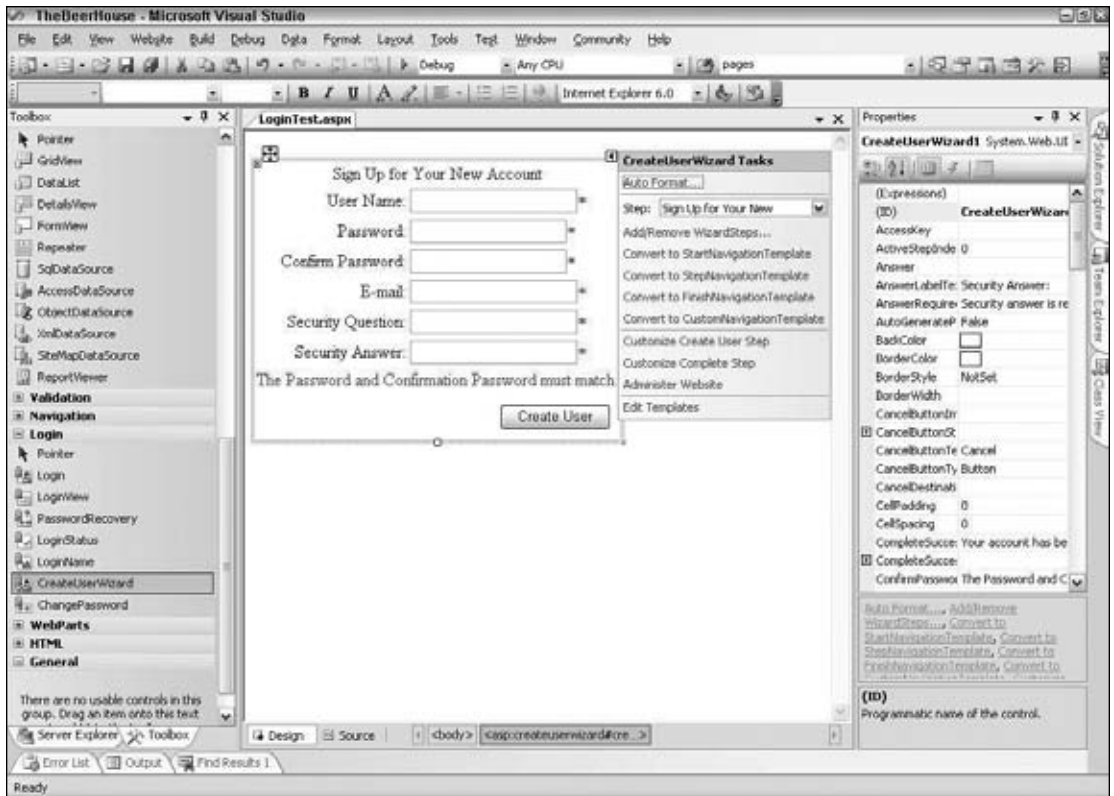 TheBeerHouse - Microsoft Visual Studio
File Edit View Website Build Debug Data Format Layout Tools Test Window Community Help
Debug Any CPU pages
B I U A Internet Explorer 6.0
Toolbox
Pointer
GridView
DataList
DetailsView
FormView
Repeater
SqlDataSource
AccessDataSource
ObjectDataSource
XmlDataSource
SiteMapDataSource
ReportViewer
Validation
Navigation
Login
Pointer
Login
LoginView
PasswordRecovery
LoginStatus
LoginName
CreateUserWizard
ChangePassword
WebParts
HTML
General
There are no usable controls in this
group. Drag an item onto this text
Server Explorer Toolbox
LoginTest.aspx
Sign Up for Your New Account
User Name: *
Password: *
Confirm Password: *
E-mail: *
Security Question: *
Security Answer: *
The Password and Confirmation Password must match.
Create User
CreateUserWizard Tasks
Auto Format...
Step: Sign Up for Your New
Add/Remove WizardSteps...
Convert to StartNavigationTemplate
Convert to StepNavigationTemplate
Convert to FinishNavigationTemplate
Convert to CustomNavigationTemplate
Customize Create User Step
Customize Complete Step
Administer Website
Edit Templates
Design Source <body> <asp:createuserwizard#cre...>
Properties
CreateUserWizard1 System.Web.UI
(Expressions)
(ID) CreateUserWizar
AccessKey
ActiveStepInde 0
Answer
AnswerLabelTe: Security Answer:
AnswerRequire Security answer is re
AutoGenerateP False
BackColor
BorderColor
BorderStyle NotSet
BorderWidth
CancelButtonIm
CancelButtonSt
CancelButtonTe Cancel
CancelButtonTy Button
CancelDestinati
CellPadding 0
CellSpacing 0
CompleteSucce: Your account has be
CompleteSucce:
ConfirmPasswor The Password and C
Auto Format..., Add/Remove
WizardSteps..., Convert to
StartNavigationTemplate, Convert to
StepNavigationTemplate, Convert to
FinishNavigationTemplate, Convert to
(ID)
Programmatic name of the control.
Solution Explorer
Team Explorer
Class View
Error List Output Find Results 1
Ready